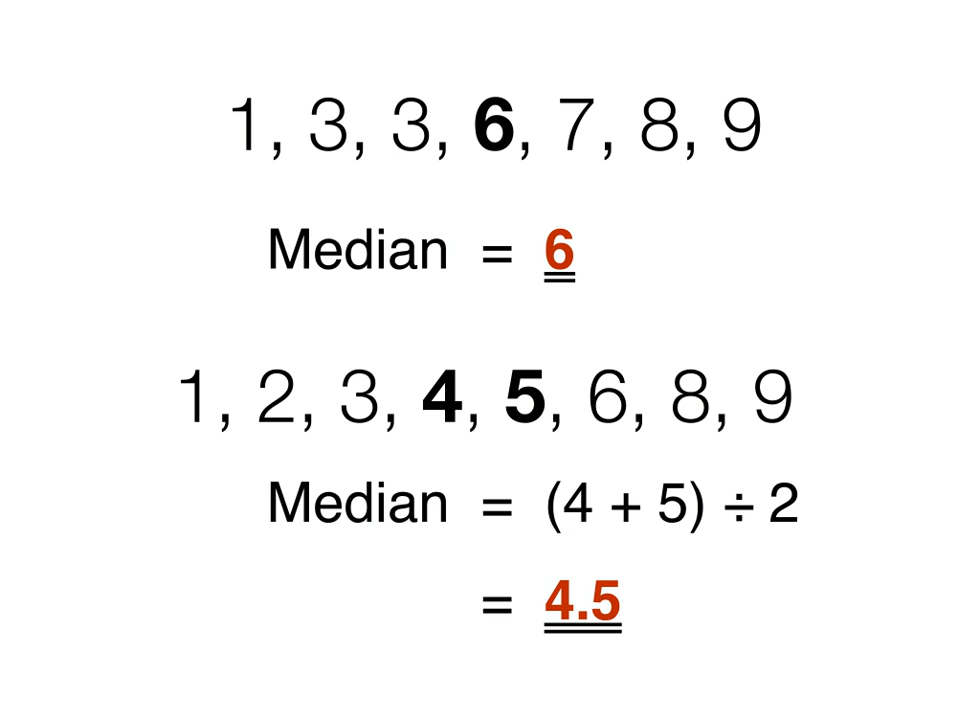 1, 3, 3, 6, 7, 8, 9
Median = 6
1, 2, 3, 4, 5, 6, 8, 9
Median = (4 + 5) ÷ 2
= 4.5